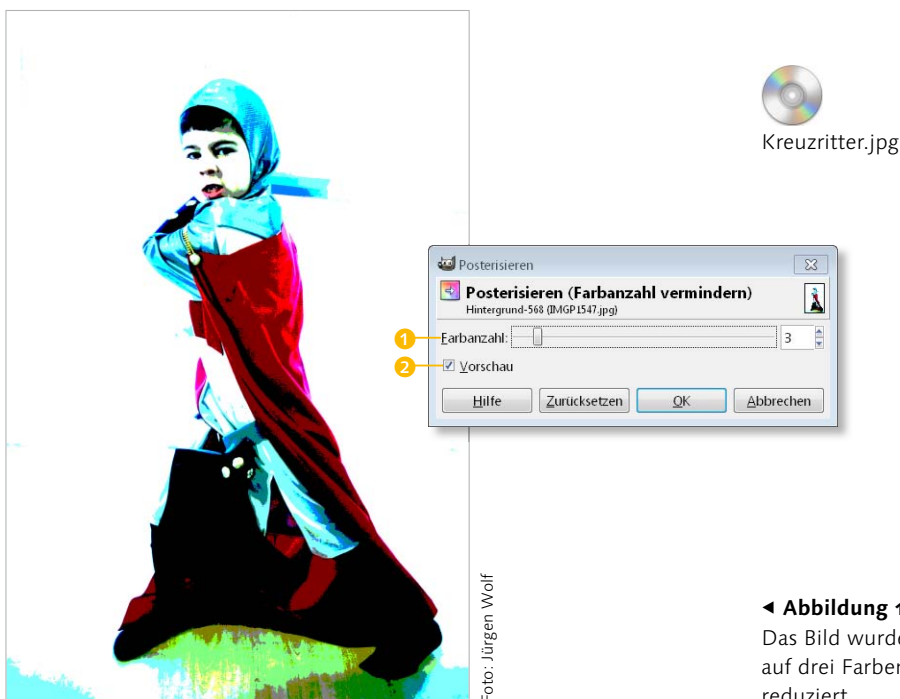 Kreuzritter.jpg
Posterisieren
Posterisieren (Farbanzahl vermindern)
Hintergrund-568 (IMGP1547.jpg)
1
Farbanzahl:
3
2
Vorschau
Hilfe
Zurücksetzen
OK
Abbrechen
Foto: Jürgen Wolf
◂ Abbildung
Das Bild wurde
auf drei Farben
reduziert.